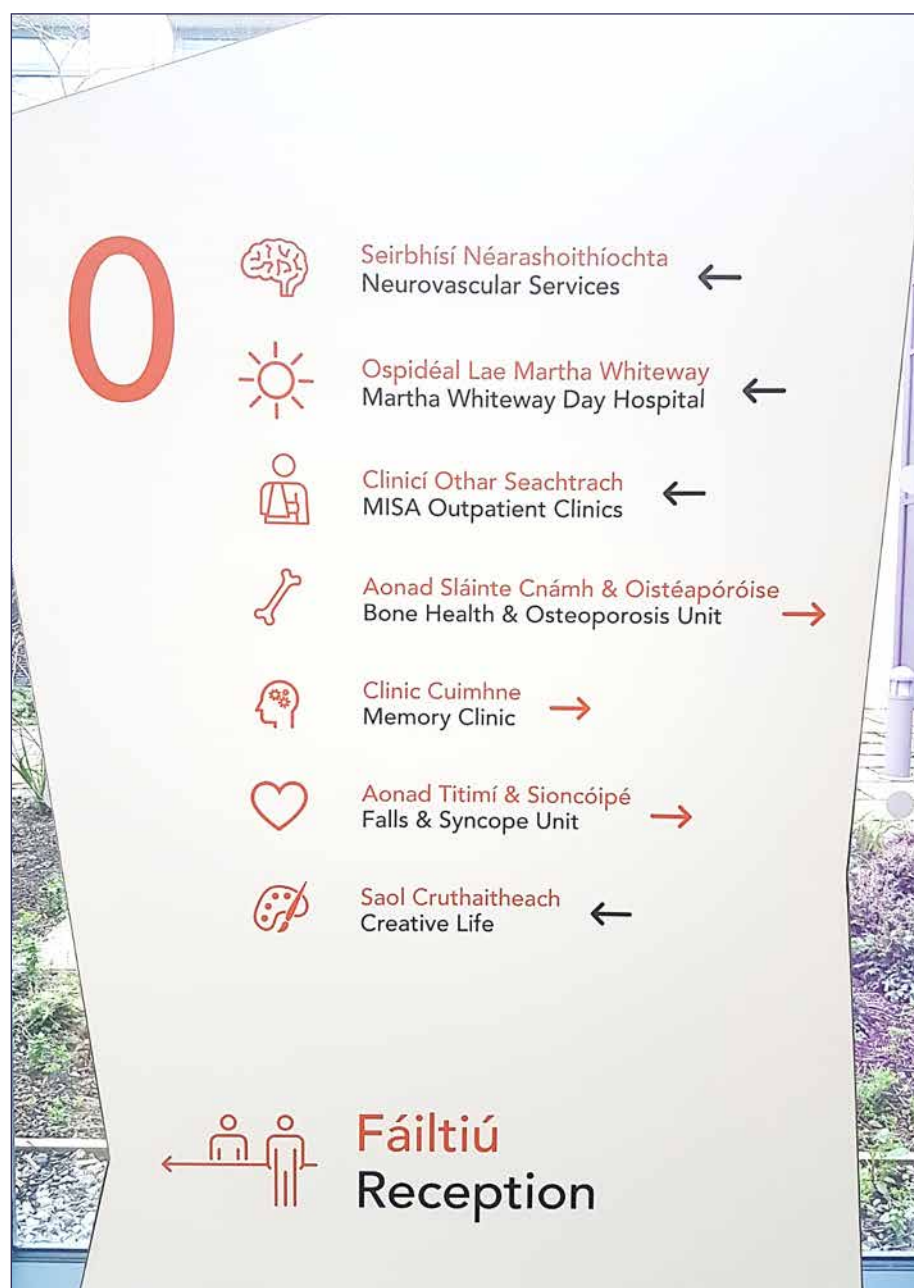 0
Seirbhísí Néarashoithíochta
Neurovascular Services
Ospidéal Lae Martha Whiteway
Martha Whiteway Day Hospital
Clinicí Othar Seachtrach
MISA Outpatient Clinics
Aonad Sláinte Cnámh & Oistéapóróise
Bone Health & Osteoporosis Unit
Clinic Cuimhne
Memory Clinic
Aonad Titimí & Sioncóipé
Falls & Syncope Unit
Saol Cruthaitheach
Creative Life
Fáiltiú
Reception